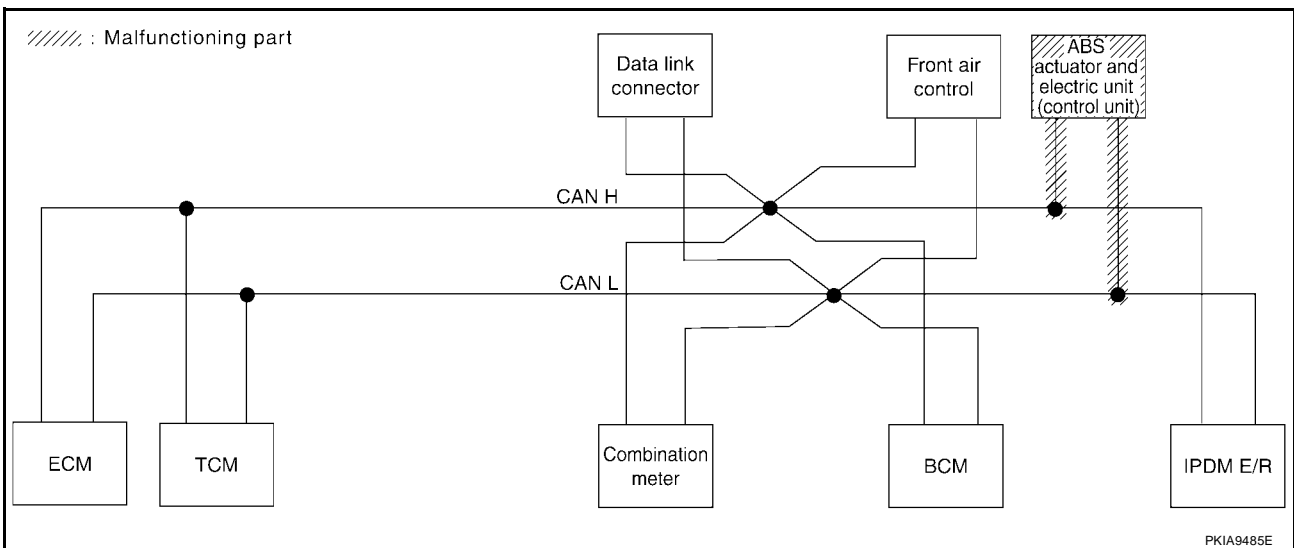 : Malfunctioning part
Data link
connector
Front air
control
ABS
actuator and
electric unit
(control unit)
CAN H
CAN L
ECM
TCM
Combination
meter
BCM
IPDM E/R
PKIA9485E